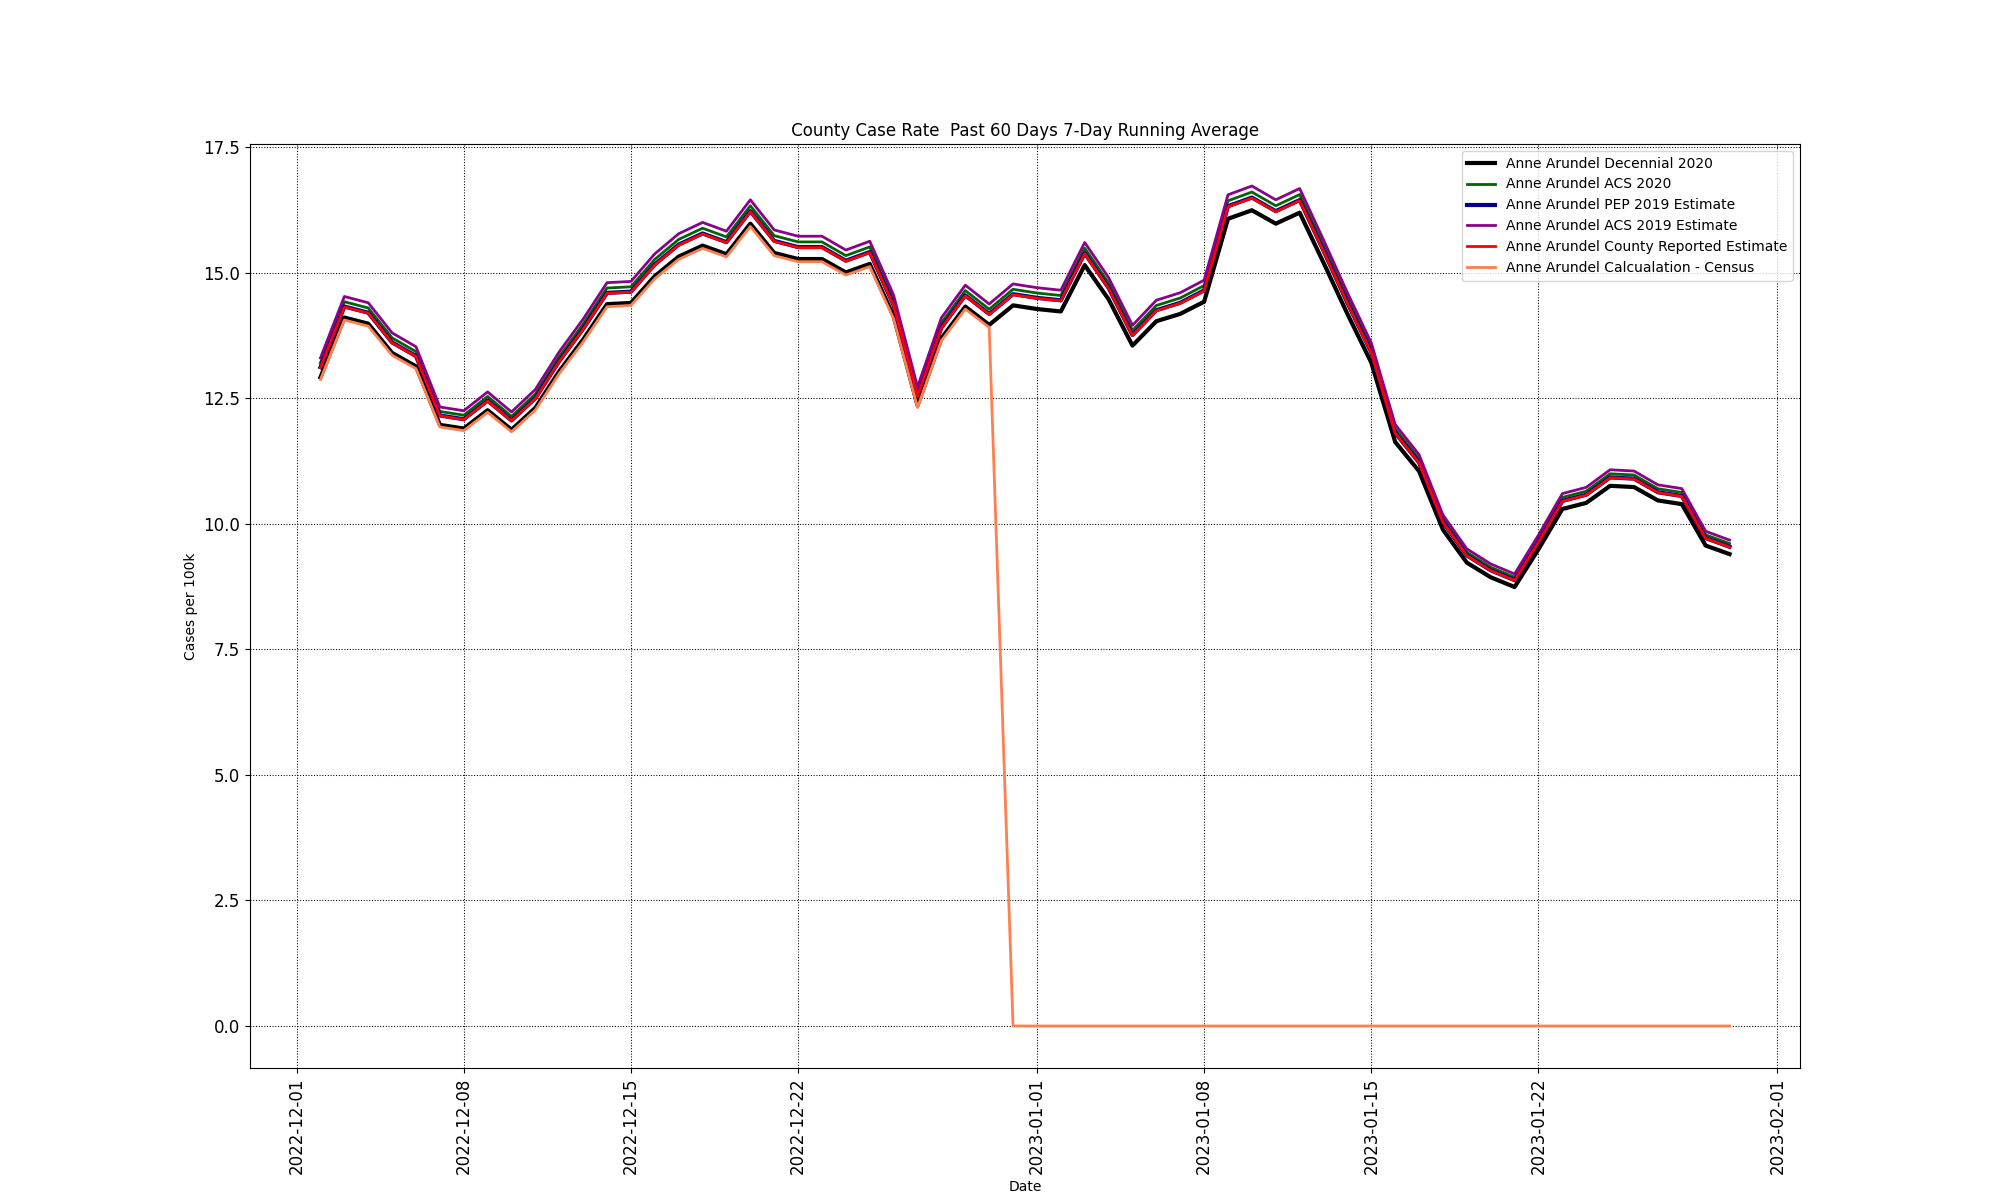 County Case Rate  Past 60 Days 7-Day Running Average
17.5
15.0
12.5
10.0
7.5
5.0
2.5
0.0
Cases per 100k
Anne Arundel Decennial 2020
Anne Arundel ACS 2020
Anne Arundel PEP 2019 Estimate
Anne Arundel ACS 2019 Estimate
Anne Arundel County Reported Estimate
Anne Arundel Calcualation - Census
2022-12-01
2022-12-08
2022-12-15
2022-12-22
2023-01-01
2023-01-08
2023-01-15
2023-01-22
2023-02-01
Date